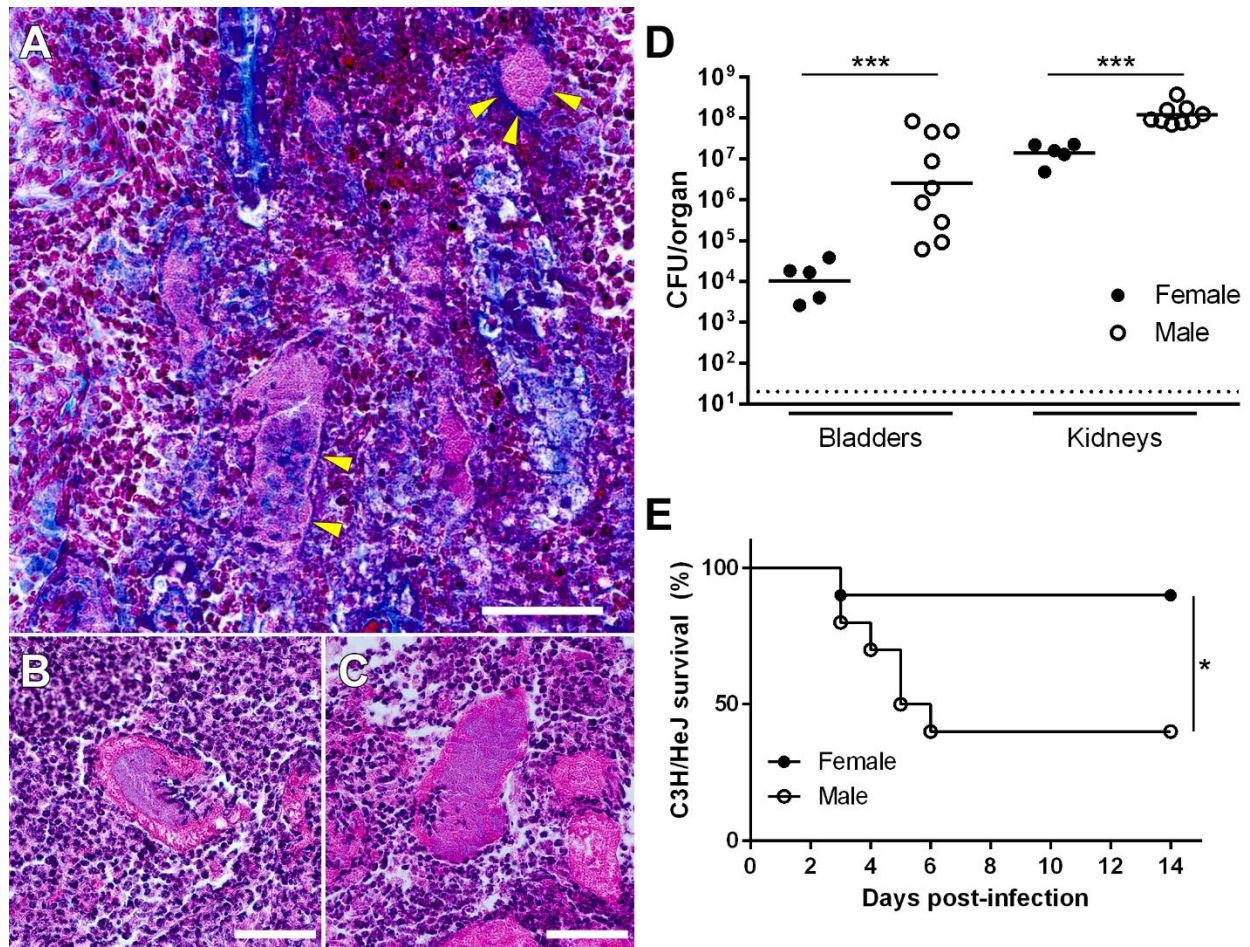 A
B
C
D
*** ***
10⁹
10⁸
10⁷
10⁶
10⁵
10⁴
10³
10²
10¹
CFU/organ
Female
Male
Bladders Kidneys
E
C3H/HeJ survival (%)
100
50
0
*
Female
Male
0 2 4 6 8 10 12 14
Days post-infection